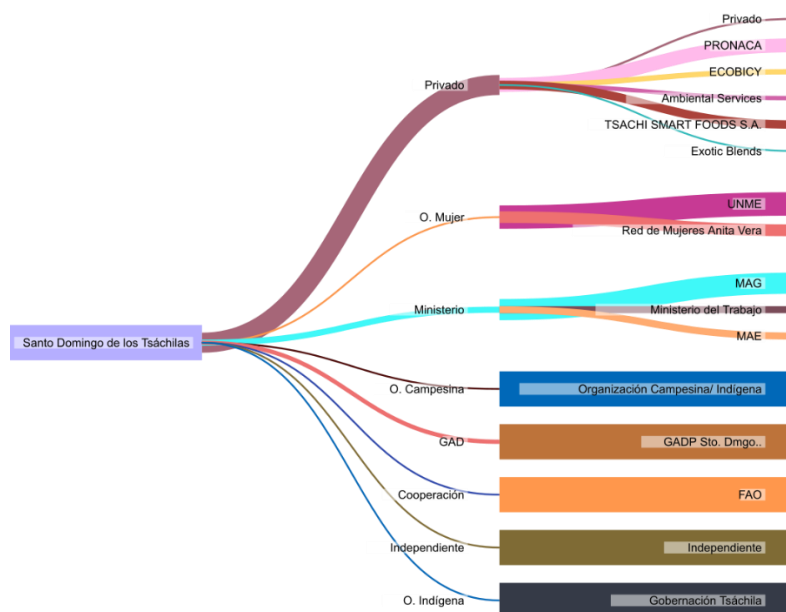 Santo Domingo de los Tsáchilas
Privado
O. Mujer
Ministerio
O. Campesina
GAD
Cooperación
Independiente
O. Indígena
Privado
PRONACA
ECOBICY
Ambiental Services
TSACHI SMART FOODS S.A.
Exotic Blends
UNME
Red de Mujeres Anita Vera
MAG
Ministerio del Trabajo
MAE
Organización Campesina/ Indígena
GADP Sto. Dmgo..
FAO
Independiente
Gobernación Tsáchila